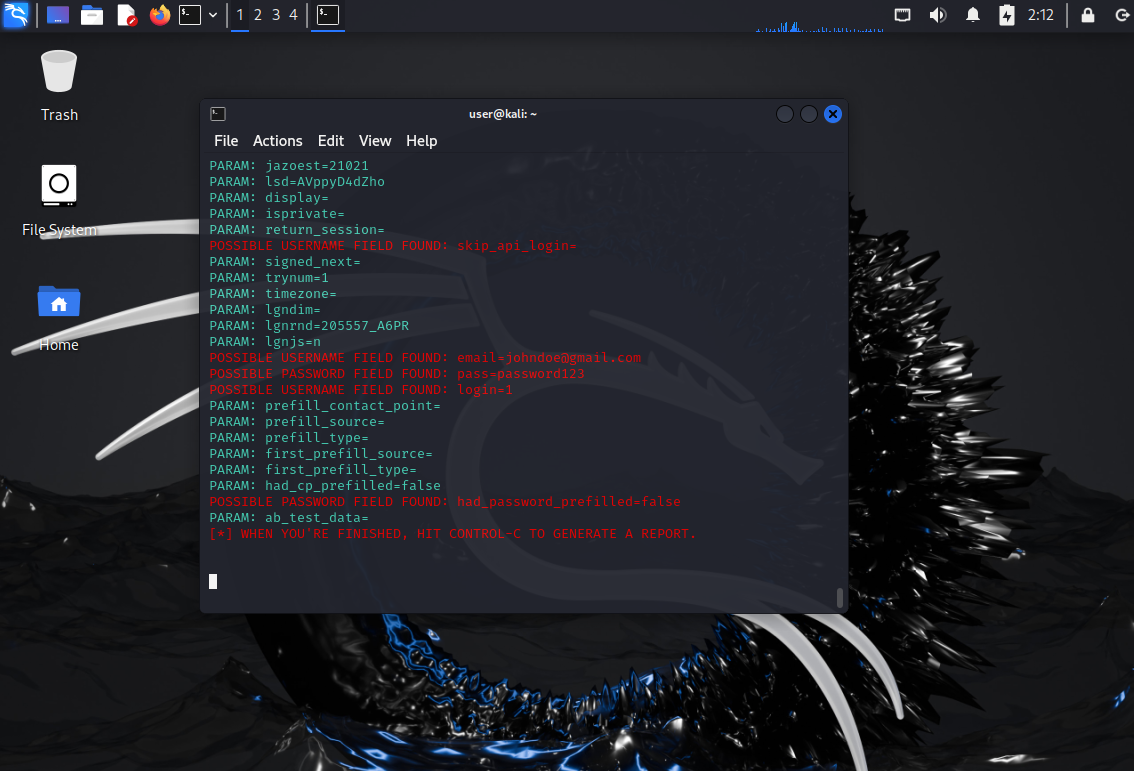 1 2 3 4
2:12
Trash
File System
Home
user@kali: ~
File Actions Edit View Help
PARAM: jazoest=21021
PARAM: lsd=AVppyD4dZho
PARAM: display=
PARAM: isprivate=
PARAM: return_session=
POSSIBLE USERNAME FIELD FOUND: skip_api_login=
PARAM: signed_next=
PARAM: trynum=1
PARAM: timezone=
PARAM: lgndim=
PARAM: lgnrnd=205557_A6PR
PARAM: lgnjs=n
POSSIBLE USERNAME FIELD FOUND: email=johndoe@gmail.com
POSSIBLE PASSWORD FIELD FOUND: pass=password123
POSSIBLE USERNAME FIELD FOUND: login=1
PARAM: prefill_contact_point=
PARAM: prefill_source=
PARAM: prefill_type=
PARAM: first_prefill_source=
PARAM: first_prefill_type=
PARAM: had_cp_prefilled=false
POSSIBLE PASSWORD FIELD FOUND: had_password_prefilled=false
PARAM: ab_test_data=
[*] WHEN YOU'RE FINISHED, HIT CONTROL-C TO GENERATE A REPORT.